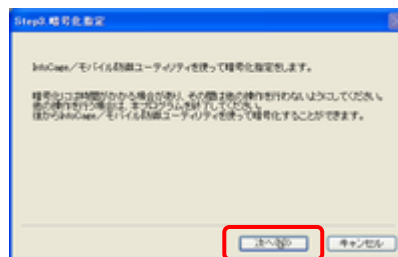 Step3.暗号化指定
InfoCage／モバイル防御ユーティリティを使って暗号化指定をします。
暗号化には時間がかかる場合があり、その間は他の操作を行わないようにしてください。
他の操作を行う場合は、本プログラムを終了してください。
後からInfoCage／モバイル防御ユーティリティを使って暗号化することができます。
次へ(N)
キャンセル